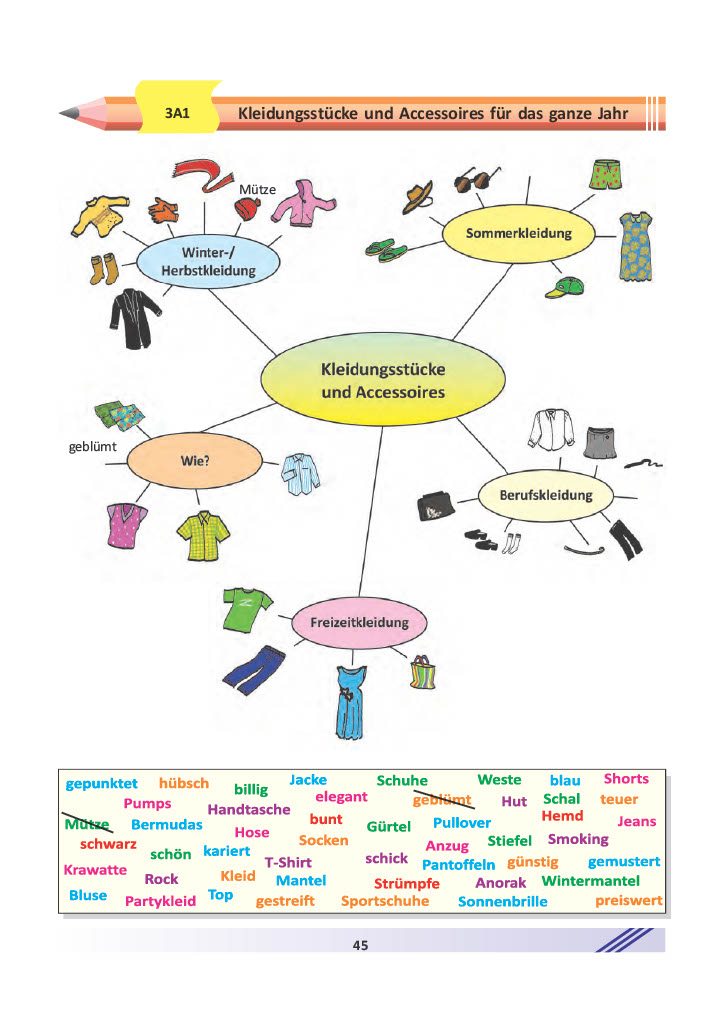 3A1
Kleidungsstücke und Accessoires für das ganze Jahr
Mütze
Winter-/
Herbstkleidung
Sommerkleidung
Kleidungsstücke
und Accessoires
geblümt
Wie?
Berufskleidung
Freizeitkleidung
gepunktet hübsch billig Jacke Schuhe Weste blau Shorts
Pumps Handtasche elegant geblümt Hut Schal teuer
Mütze Bermudas Hose bunt Gürtel Pullover Hemd Jeans
schwarz schön kariert Socken Anzug Stiefel Smoking
Krawatte Rock Kleid T-Shirt schick Pantoffeln günstig gemustert
Mantel Strümpfe Anorak Wintermantel
Bluse Partykleid Top gestreift Sportschuhe Sonnenbrille preiswert
45